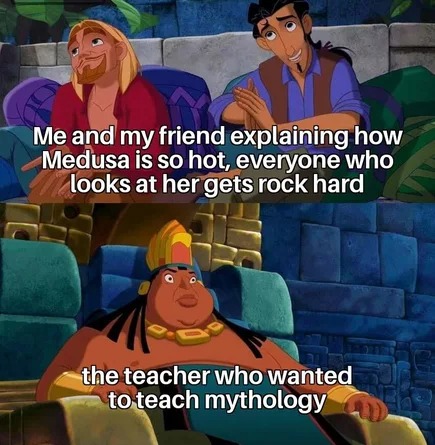 Me and my friend explaining how
Medusa is so hot, everyone who
looks at her gets rock hard
the teacher who wanted
to teach mythology